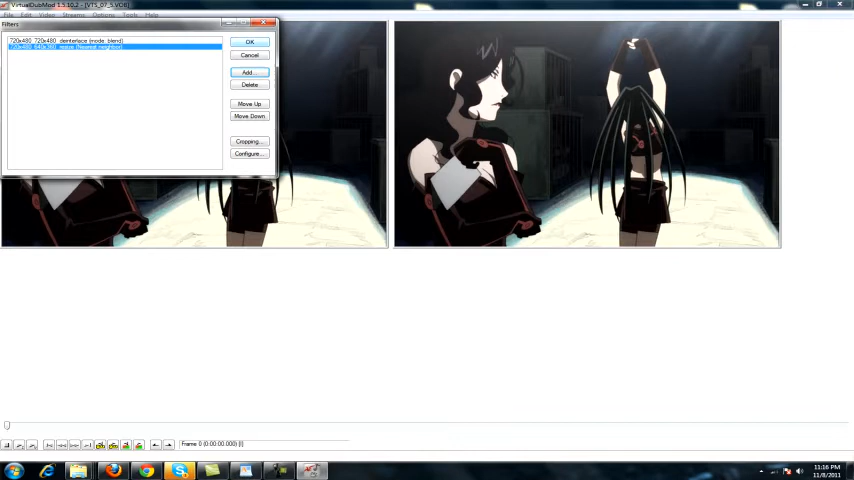 VirtualDubMod 1.5.10.2 - [VTS_07_5.VOB]
File Edit Video Streams Options Tools Help
Filters
720x480 720x480 deinterlace (mode: blend)
720x480 640x360 resize (Nearest neighbor)
OK
Cancel
Add...
Delete
Move Up
Move Down
Cropping...
Configure...
Frame 0 (0:00:00.000) [I]
11:16 PM
11/8/2011